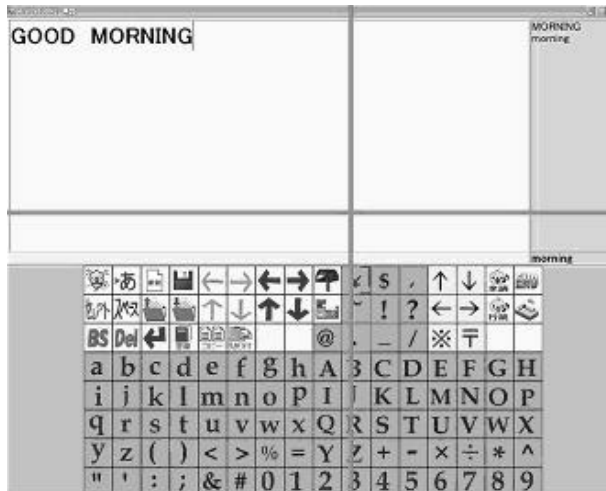 GOOD MORNING
MORNING
morning
morning
あ
$ ,
! ?
BS Del @ . _ / ※ 〒
a b c d e f g h A B C D E F G H
i j k l m n o p I J K L M N O P
q r s t u v w x Q R S T U V W X
y z ( ) < > % = Y Z + - × ÷ * ^
" ' : ; & # 0 1 2 3 4 5 6 7 8 9